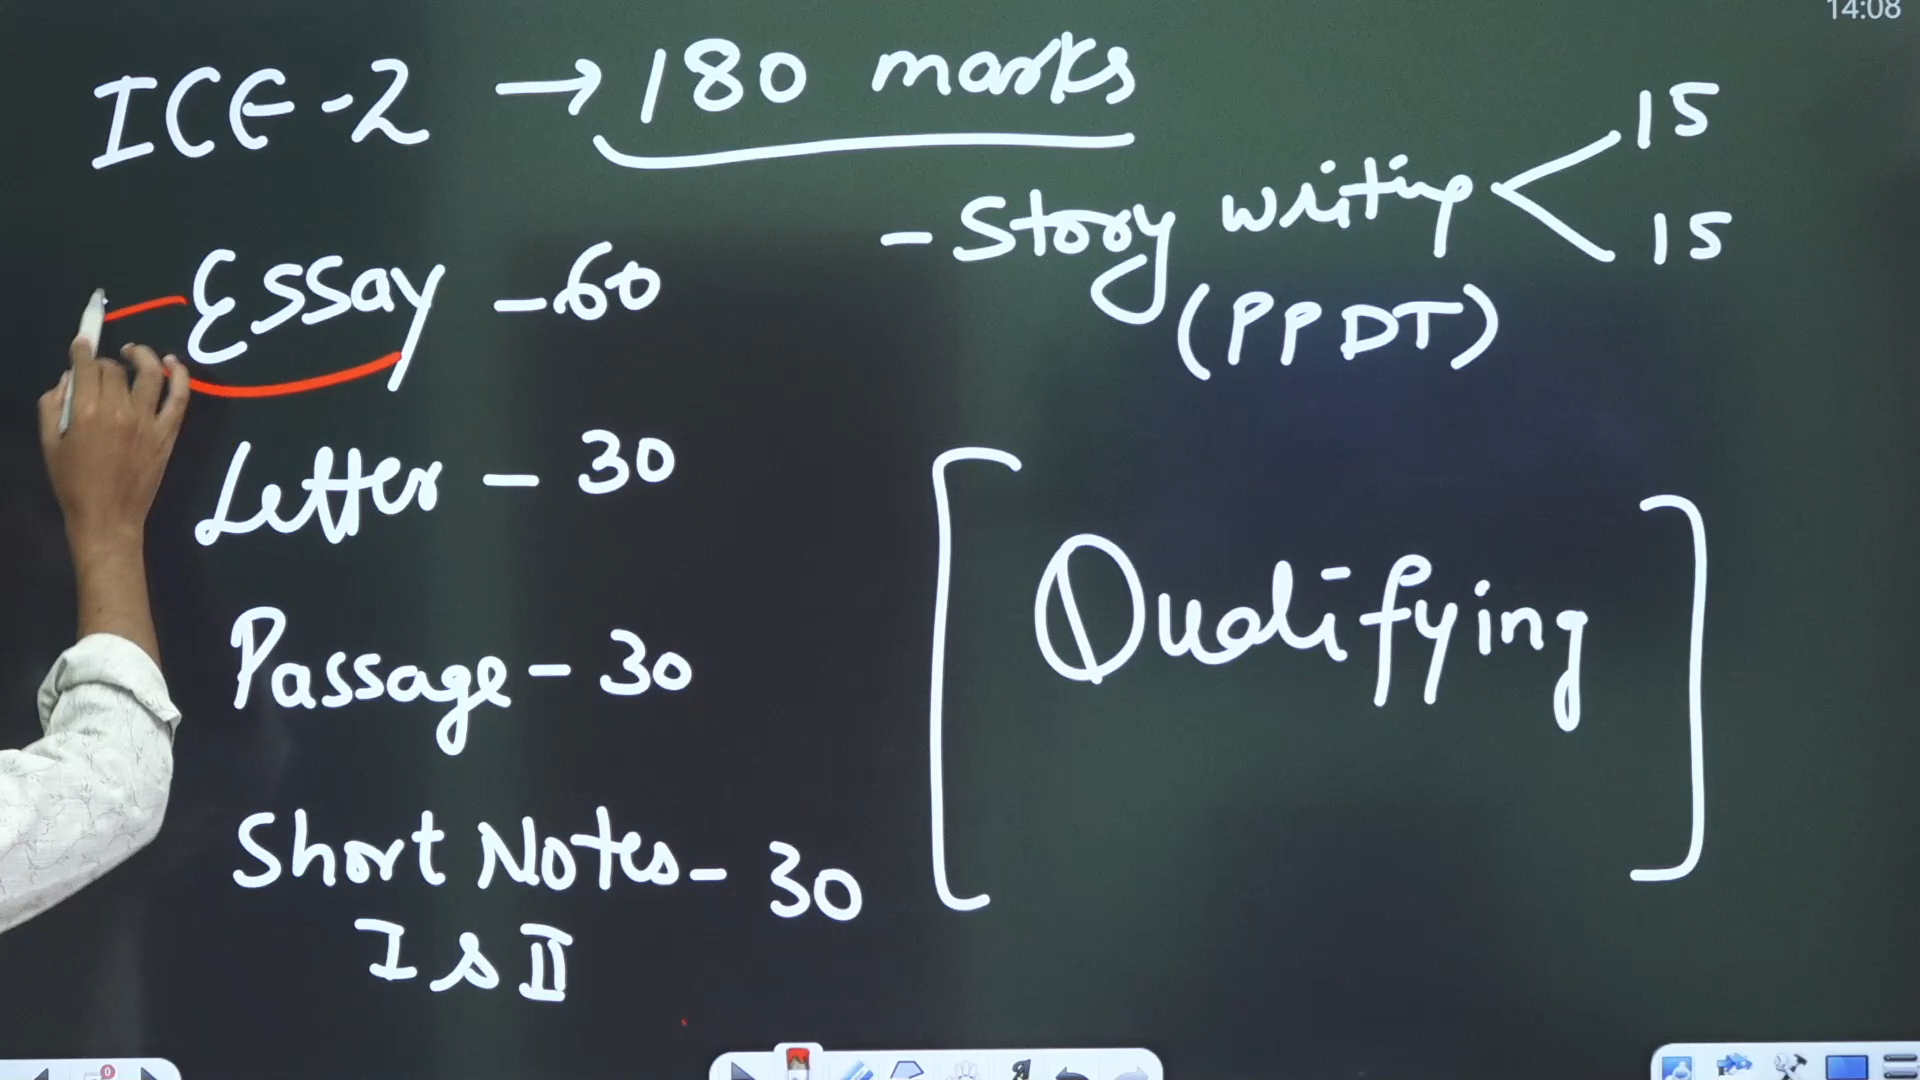 14:08
ICE-2 → 180 marks
- Story writing < 15
15
(PPDT)
Essay - 60
Letter - 30
Passage - 30
Short Notes - 30
I & II
[Qualifying]